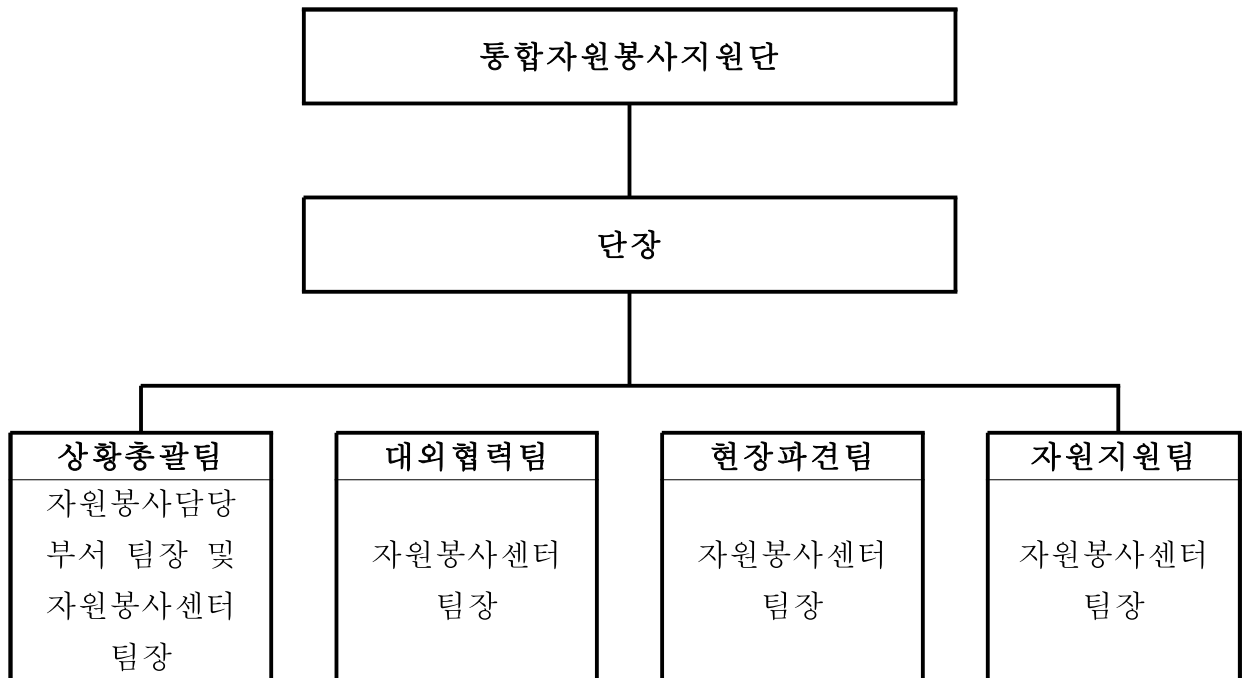 통합자원봉사지원단
단장
상황총괄팀
자원봉사담당
부서 팀장 및
자원봉사센터
팀장
대외협력팀
자원봉사센터
팀장
현장파견팀
자원봉사센터
팀장
자원지원팀
자원봉사센터
팀장